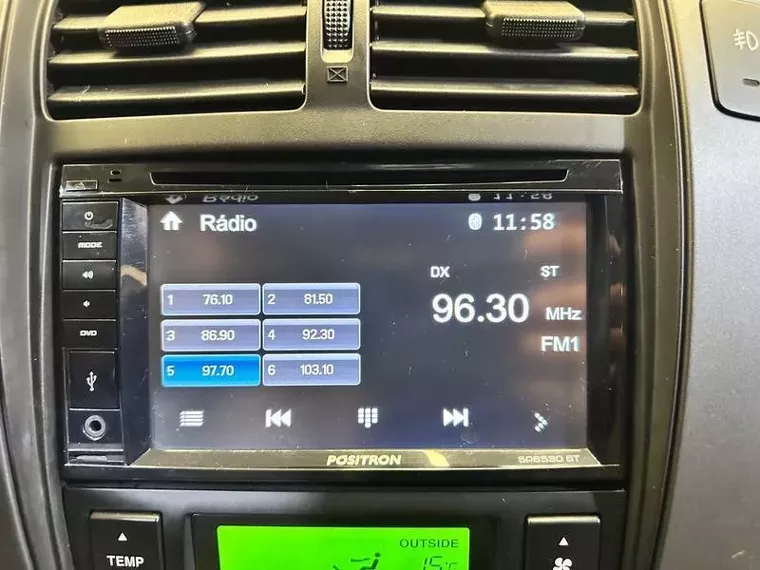 Rádio 11:58
MODE
DVD
DX ST
1 76.10 2 81.50
96.30 MHz
3 86.90 4 92.30
FM1
5 97.70 6 103.10
POSITRON SP6530 BT
OUTSIDE
TEMP
15°C